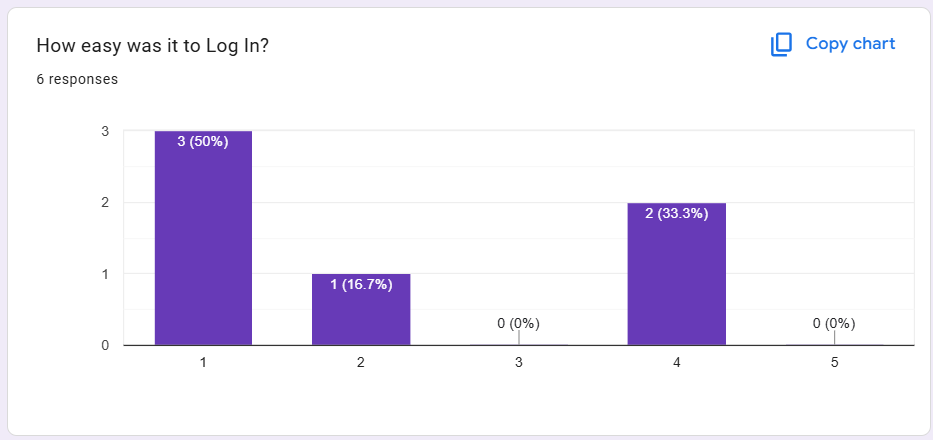 How easy was it to Log In?
Copy chart
6 responses
3
3 (50%)
2
2 (33.3%)
1
1 (16.7%)
0 (0%)
0 (0%)
0
1 2 3 4 5